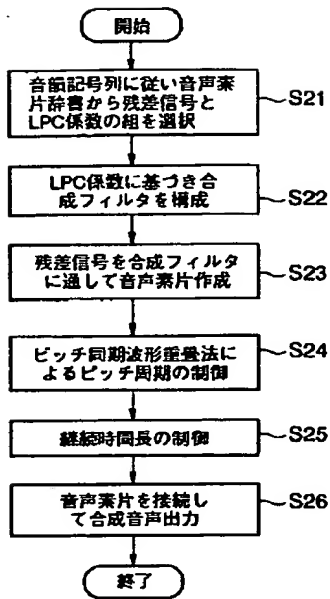 開始
音韻記号列に従い音声素
片辞書から残差信号と
LPC係数の組を選択
S21
LPC係数に基づき合
成フィルタを構成
S22
残差信号を合成フィルタ
に通して音声素片作成
S23
ピッチ同期波形重畳法に
よるピッチ周期の制御
S24
継続時間長の制御
S25
音声素片を接続し
て合成音声出力
S26
終了